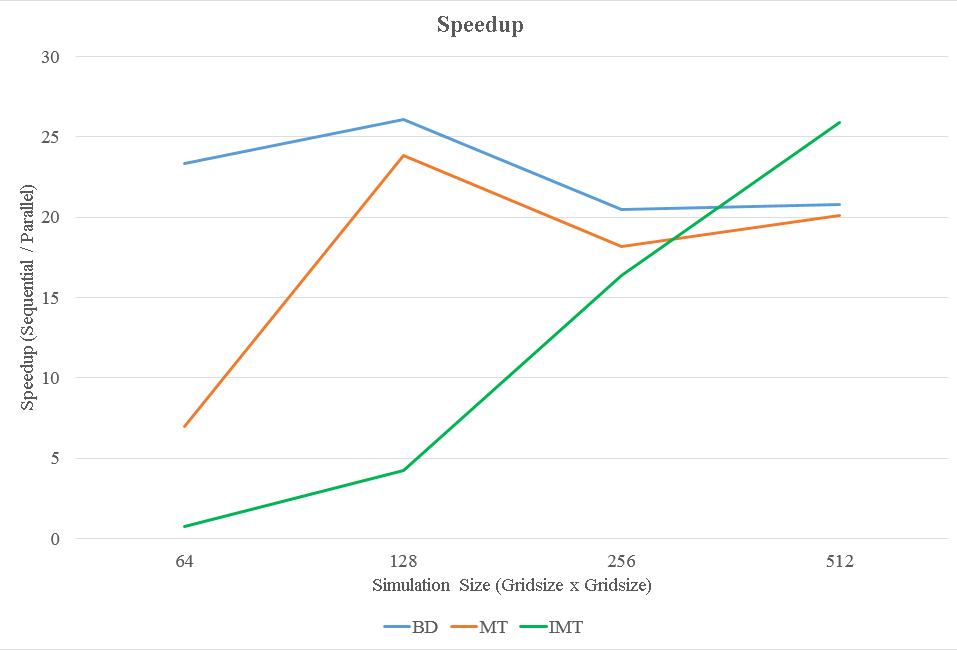 Speedup
30
25
20
15
10
5
0
Speedup (Sequential / Parallel)
64 128 256 512
Simulation Size (Gridsize x Gridsize)
BD MT IMT